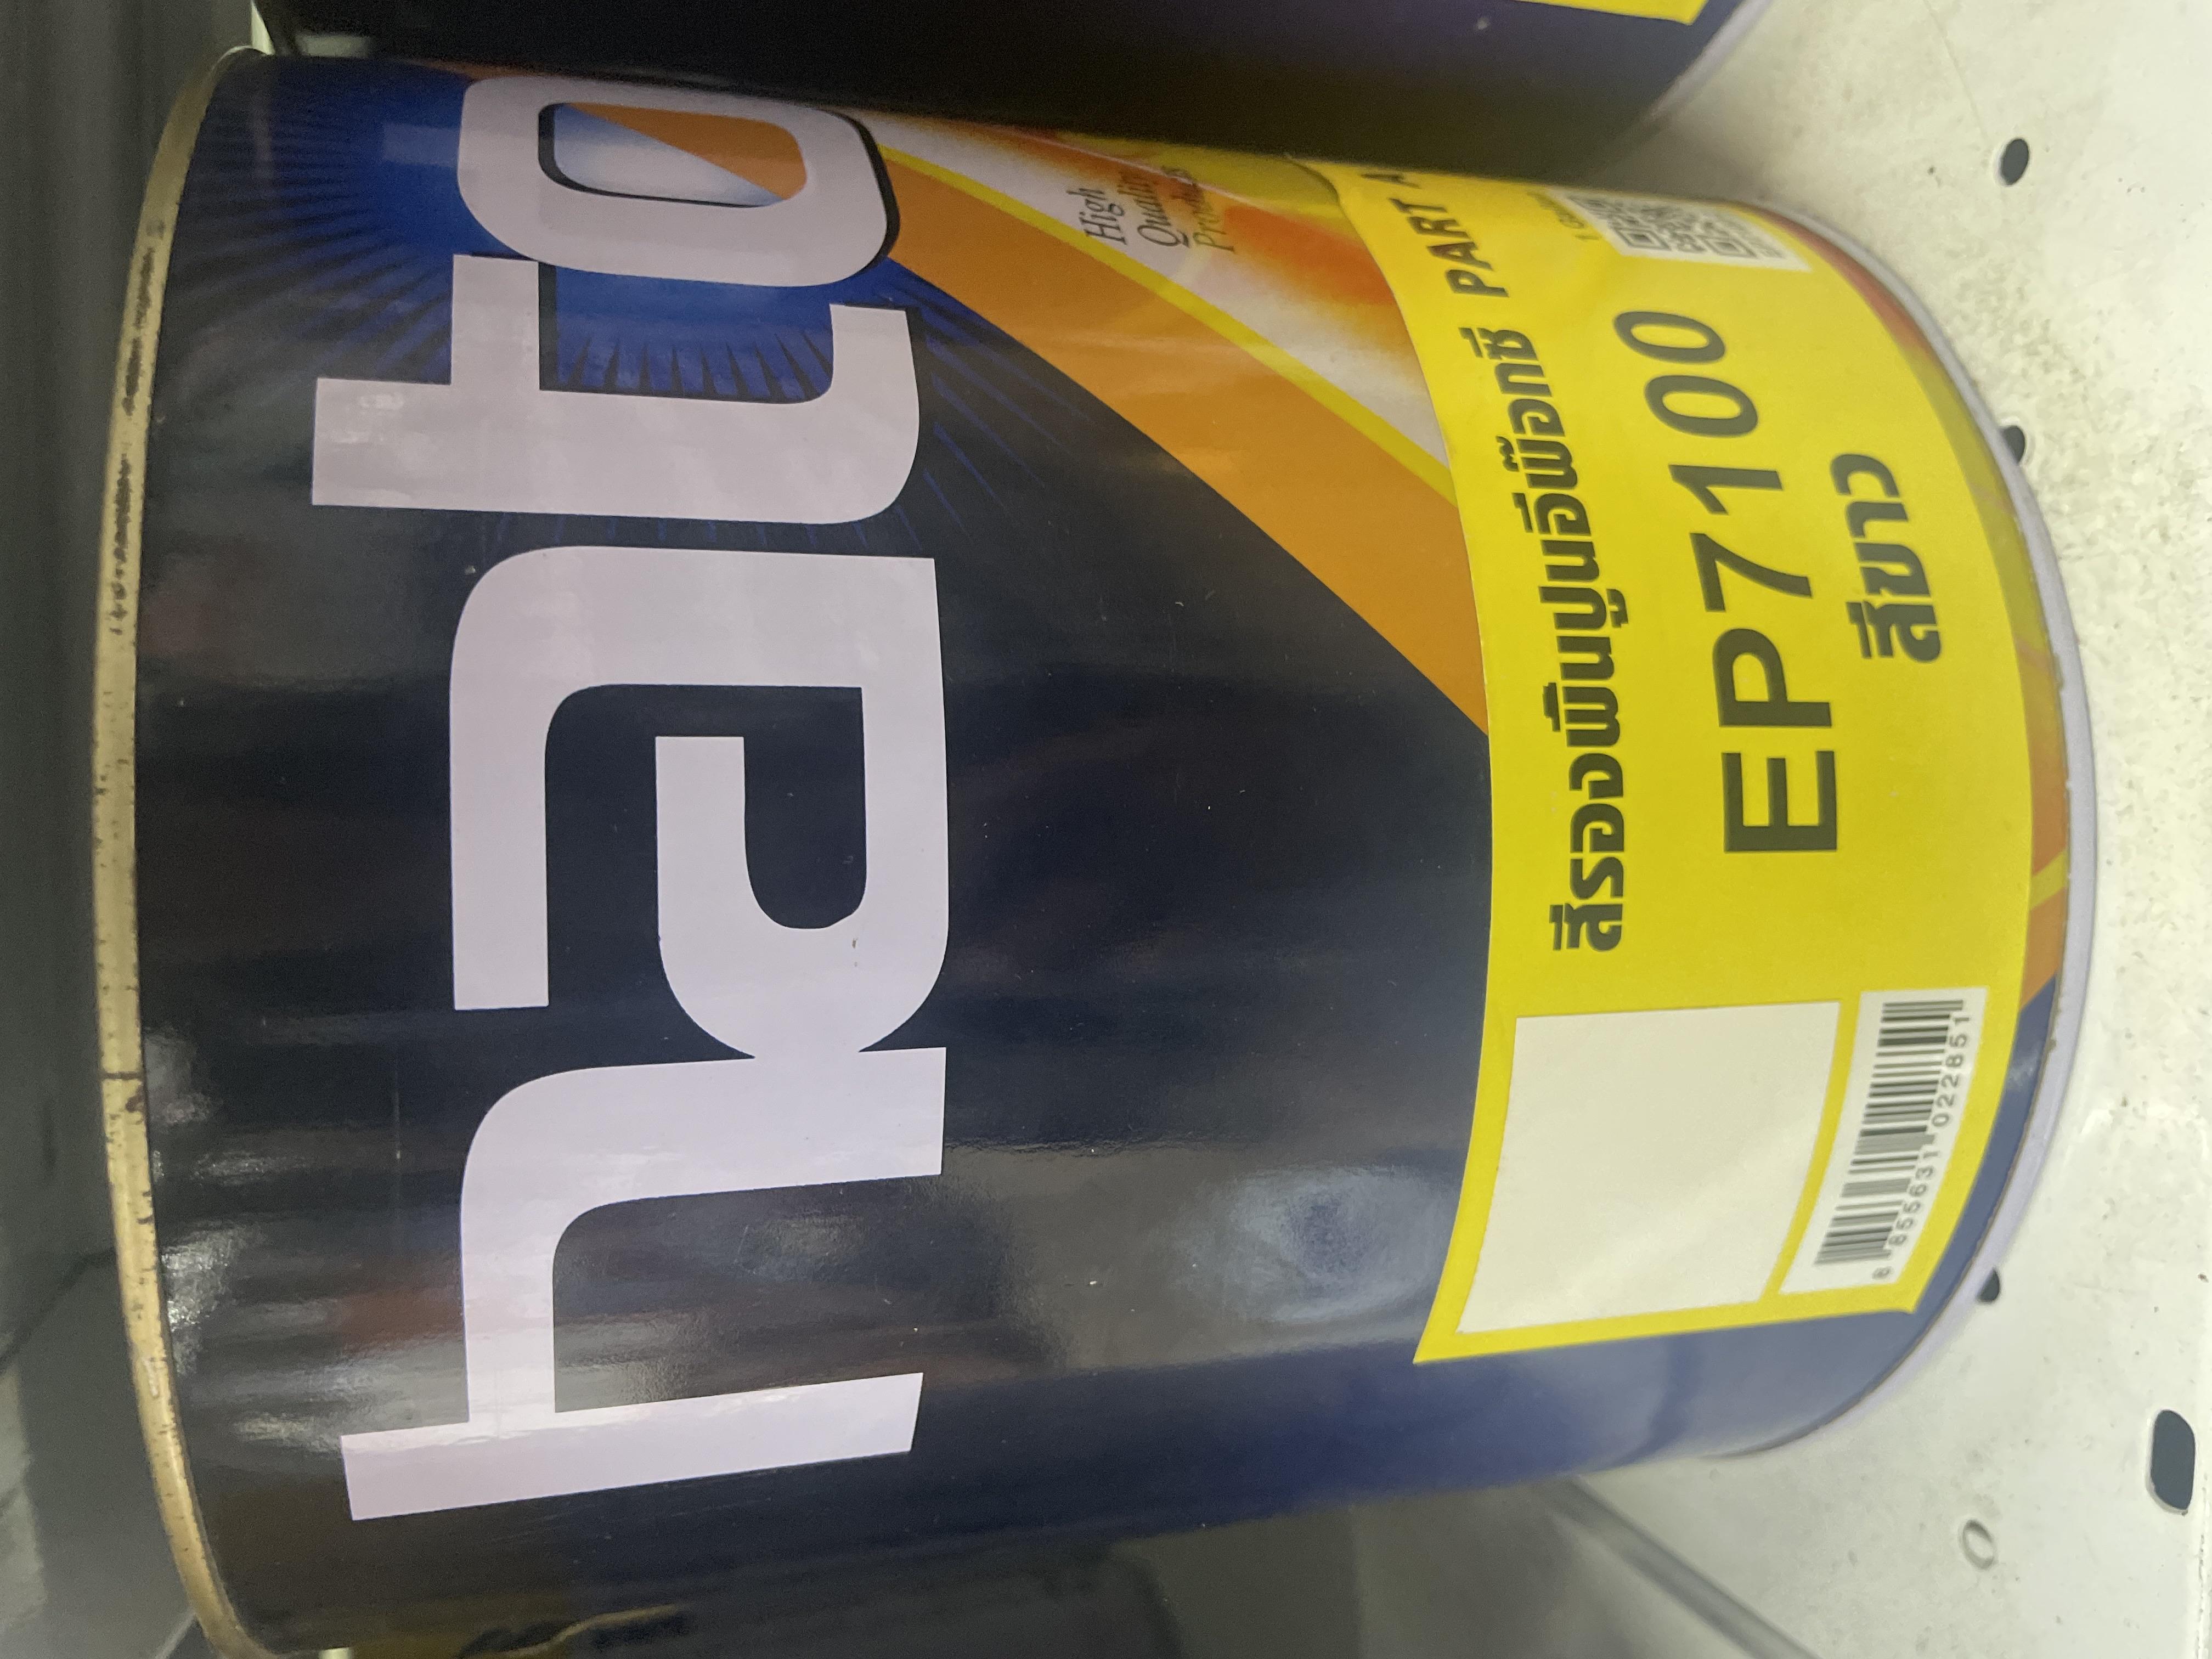 hato
High
Quality
Products
สีรองพื้นปูนอีพ๊อกซี่ PART A
EP7100
สีขาว
8 855631 022851